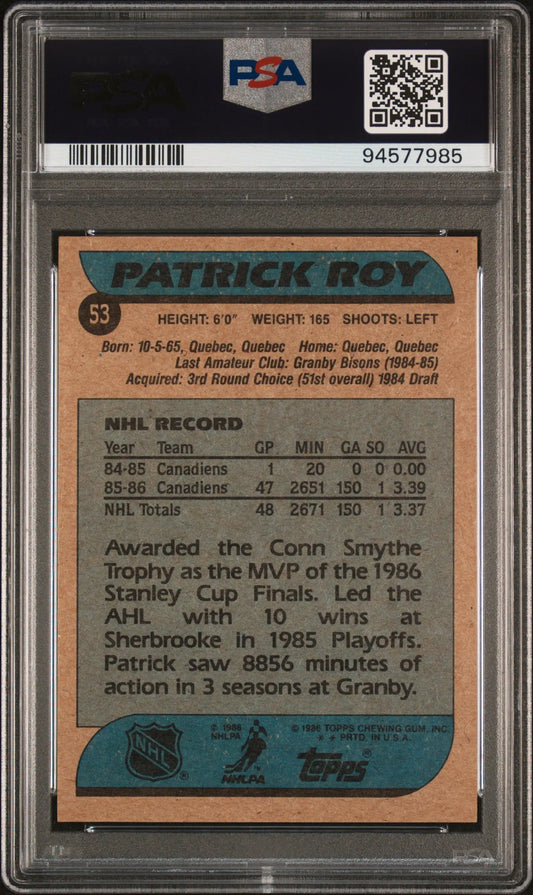 PSA
PSA
94577985
PATRICK ROY
53
HEIGHT: 6'0" WEIGHT: 165 SHOOTS: LEFT
Born: 10-5-65, Quebec, Quebec Home: Quebec, Quebec
Last Amateur Club: Granby Bisons (1984-85)
Acquired: 3rd Round Choice (51st overall) 1984 Draft
NHL RECORD
Year Team GP MIN GA SO AVG
84-85 Canadiens 1 20 0 0 0.00
85-86 Canadiens 47 2651 150 1 3.39
NHL Totals 48 2671 150 1 3.37
Awarded the Conn Smythe
Trophy as the MVP of the 1986
Stanley Cup Finals. Led the
AHL with 10 wins at
Sherbrooke in 1985 Playoffs.
Patrick saw 8856 minutes of
action in 3 seasons at Granby.
NHL ®
© 1986
NHLPA
NHLPA
© 1986 TOPPS CHEWING GUM, INC.
* * PRTD. IN U.S.A.
topps ®
PSA